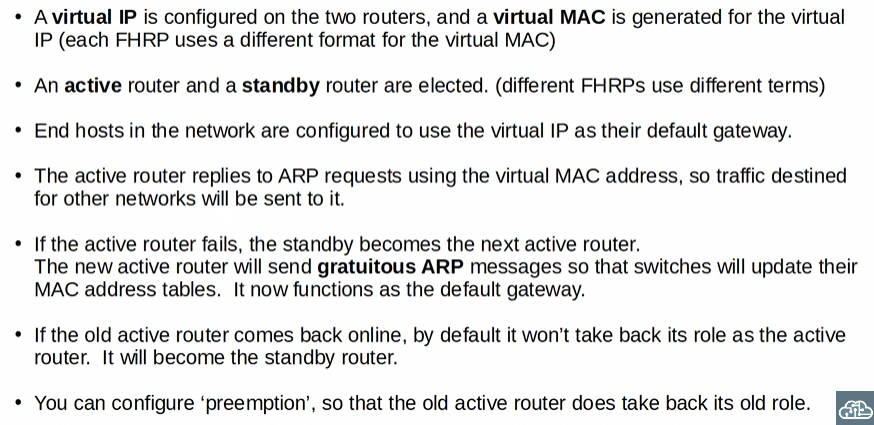 • A virtual IP is configured on the two routers, and a virtual MAC is generated for the virtual
IP (each FHRP uses a different format for the virtual MAC)
• An active router and a standby router are elected. (different FHRPs use different terms)
• End hosts in the network are configured to use the virtual IP as their default gateway.
• The active router replies to ARP requests using the virtual MAC address, so traffic destined
for other networks will be sent to it.
• If the active router fails, the standby becomes the next active router.
The new active router will send gratuitous ARP messages so that switches will update their
MAC address tables.  It now functions as the default gateway.
• If the old active router comes back online, by default it won’t take back its role as the active
router.  It will become the standby router.
• You can configure ‘preemption’, so that the old active router does take back its old role.